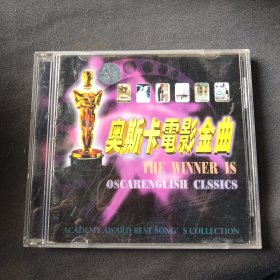 奥斯卡電影金曲
THE WINNER IS
OSCARENGLISH CLSSICS
ACADEMY AWARD BEST SONG'S COLLECTION